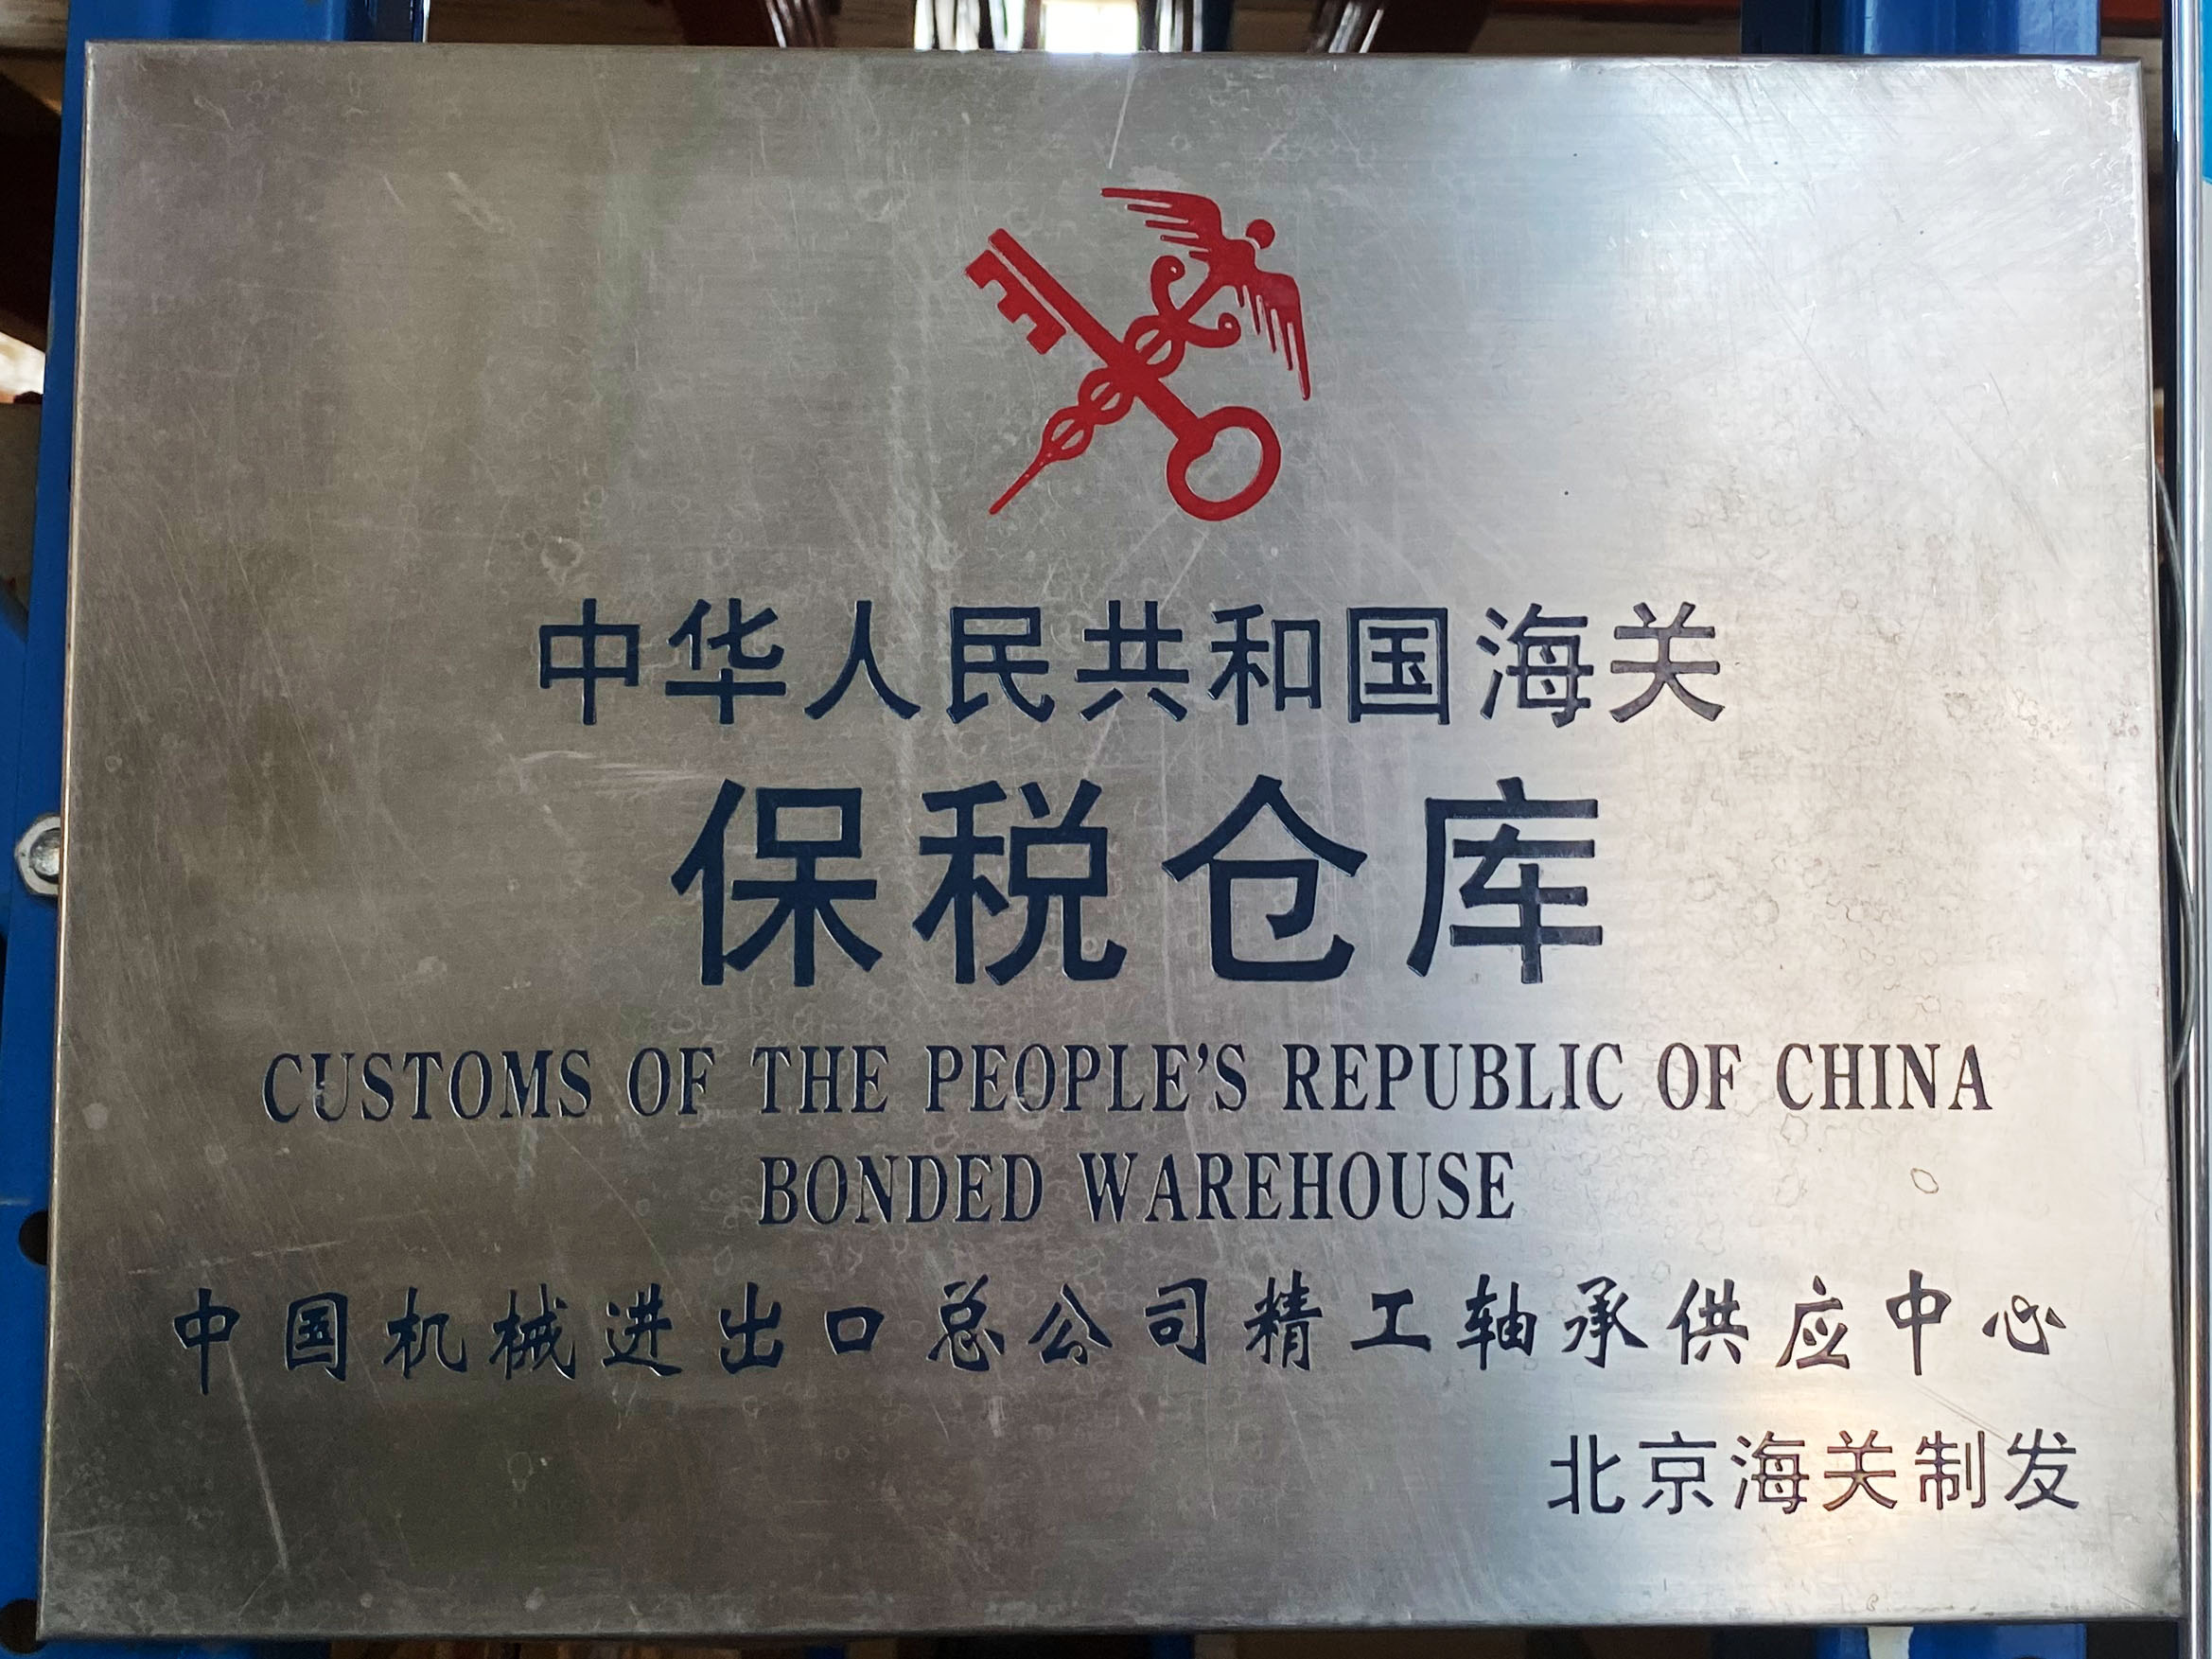 中华人民共和国海关
保税仓库
CUSTOMS OF THE PEOPLE'S REPUBLIC OF CHINA
BONDED WAREHOUSE
中国机械进出口总公司精工轴承供应中心
北京海关制发